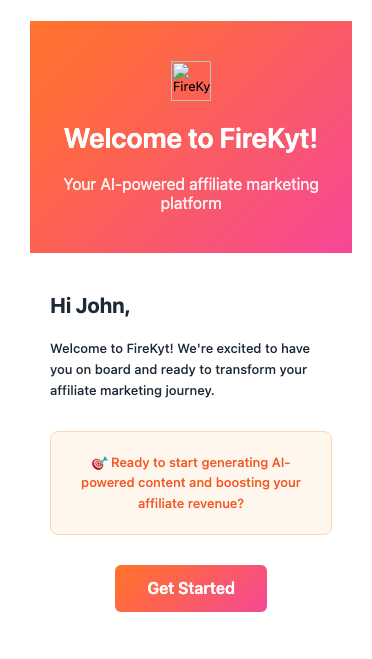 FireKy
Welcome to FireKyt!
Your AI-powered affiliate marketing
platform
Hi John,
Welcome to FireKyt! We're excited to have
you on board and ready to transform your
affiliate marketing journey.
🎯 Ready to start generating AI-
powered content and boosting your
affiliate revenue?
Get Started